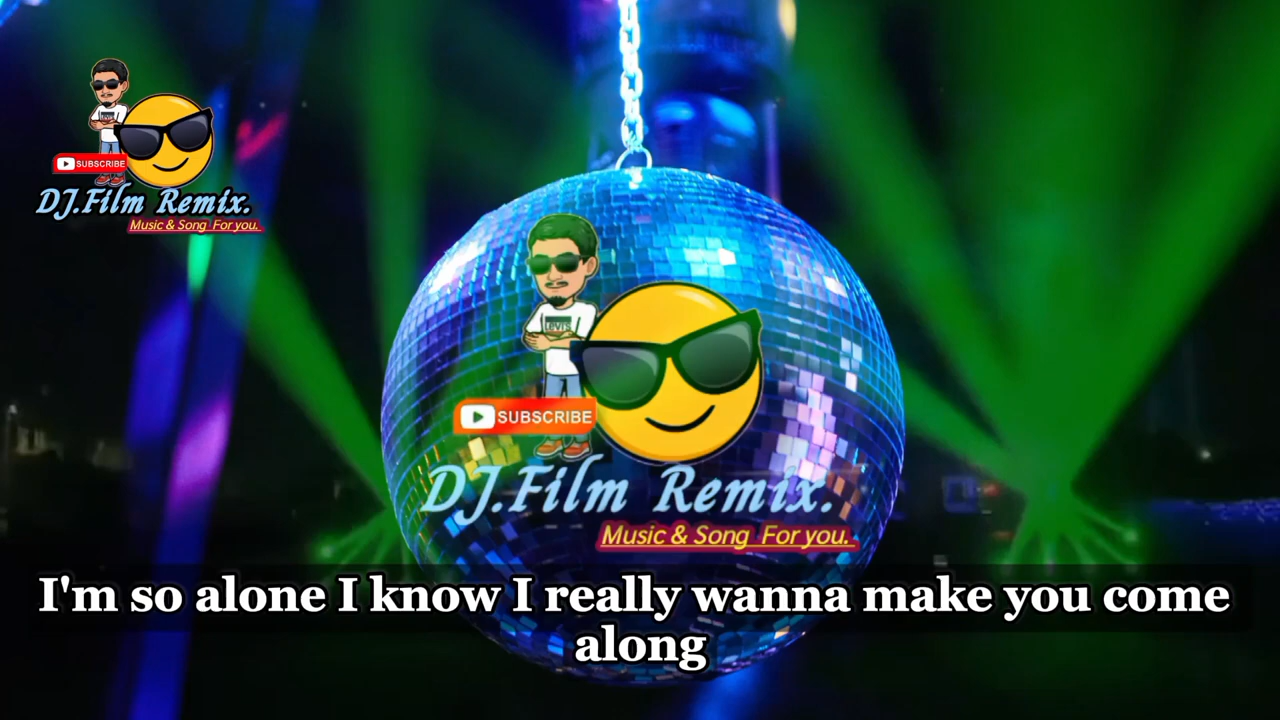 SUBSCRIBE
DJ.Film Remix.
Music & Song For you.
LEVI'S
SUBSCRIBE
DJ.Film Remix.
Music & Song For you.
I'm so alone I know I really wanna make you come
along